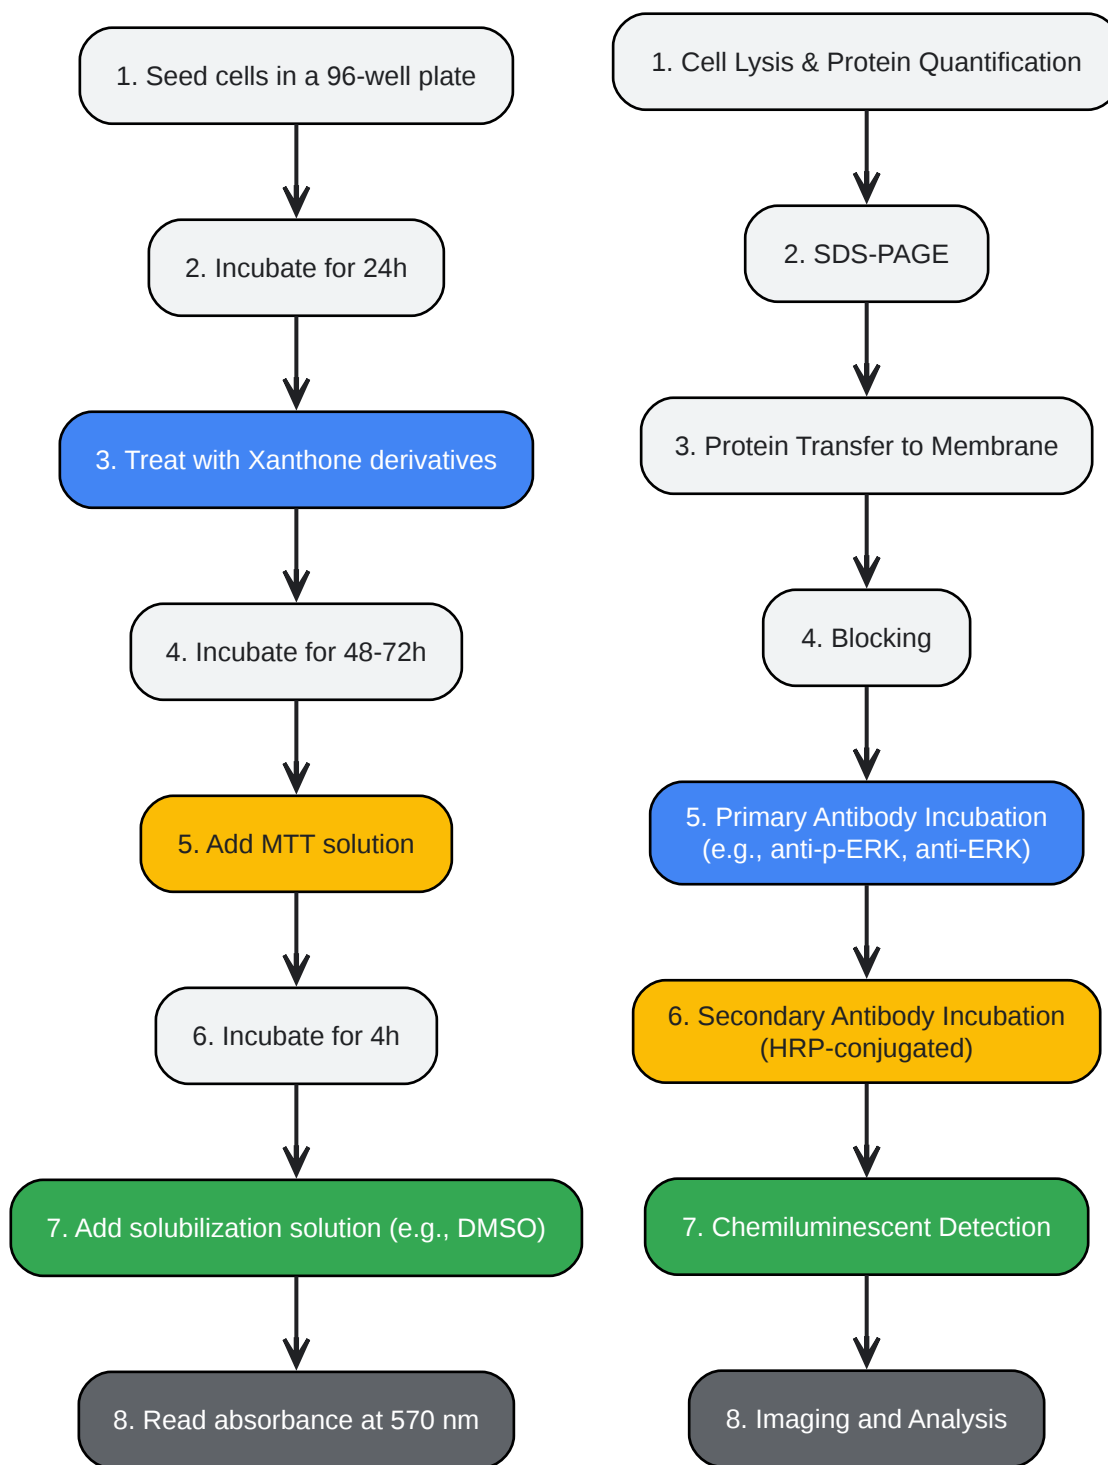 1. Seed cells in a 96-well plate
2. Incubate for 24h
3. Treat with Xanthone derivatives
4. Incubate for 48-72h
5. Add MTT solution
6. Incubate for 4h
7. Add solubilization solution (e.g., DMSO)
8. Read absorbance at 570 nm
1. Cell Lysis & Protein Quantification
2. SDS-PAGE
3. Protein Transfer to Membrane
4. Blocking
5. Primary Antibody Incubation
(e.g., anti-p-ERK, anti-ERK)
6. Secondary Antibody Incubation
(HRP-conjugated)
7. Chemiluminescent Detection
8. Imaging and Analysis